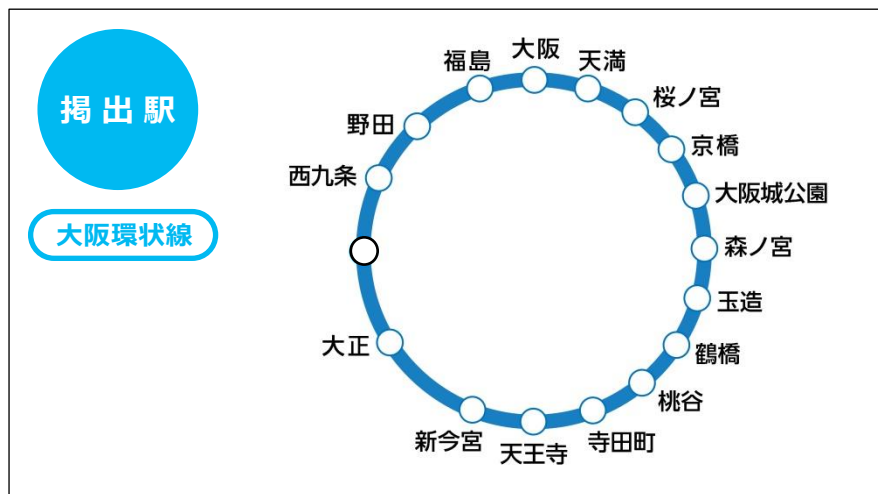 掲出駅
大阪環状線
大阪
福島
天満
桜ノ宮
野田
京橋
西九条
大阪城公園
森ノ宮
玉造
大正
鶴橋
桃谷
新今宮
天王寺
寺田町